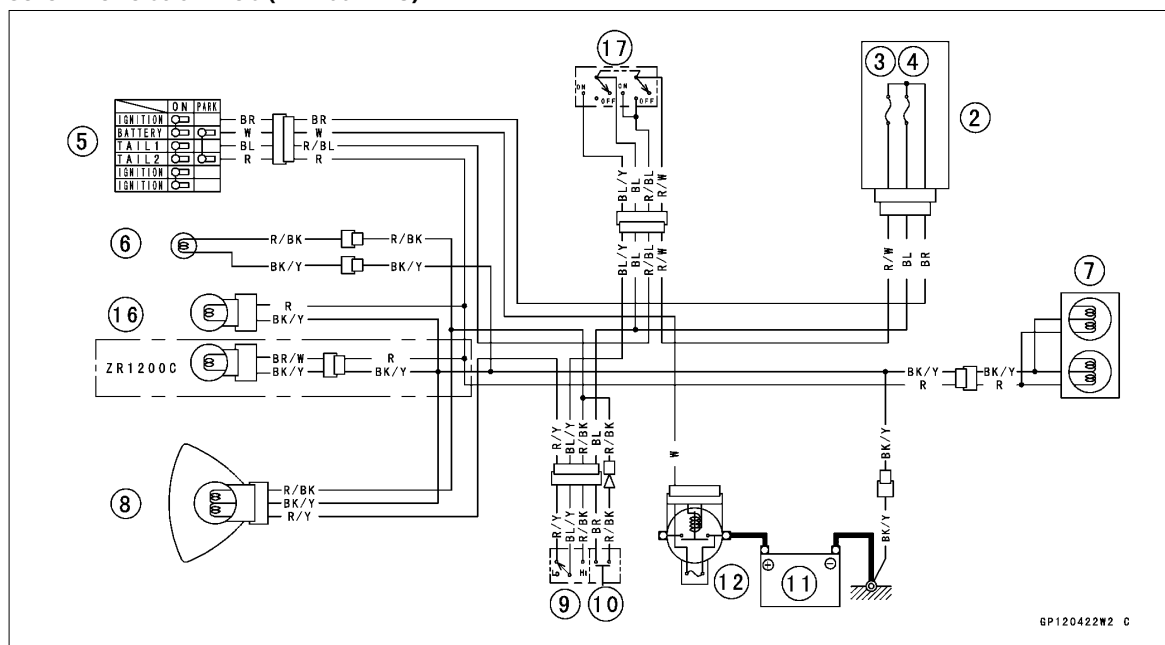 17
3 4
ON ON
OFF OFF
ON PARK
IGNITION BR BR
BATTERY W W
TAIL1 BL R/BL
TAIL2 R R
IGNITION
IGNITION
5
2
BL/Y BL R/BL R/W
6
R/BK R/BK
BK/Y BK/Y
BL/Y BL R/BL R/W
R/W BL BR
7
16
R
BK/Y
ZR1200C
BR/W R
BK/Y BK/Y
BK/Y BK/Y
R R
R/Y BL/Y R/BK BL R/BK
W
BK/Y
8
R/BK
BK/Y
R/Y
R/Y BL/Y R/BK BR R/BK
BK/Y
Lo Hi
9 10
12
+ −
11
GP120422W2 C